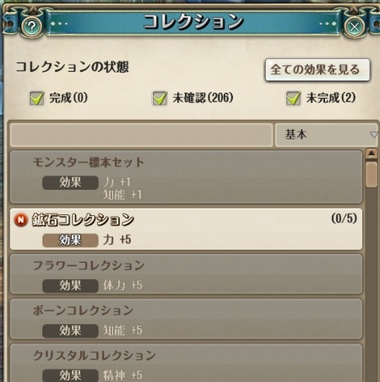 コレクション
コレクションの状態
全ての効果を見る
完成(0) 未確認(206) 未完成(2)
基本
モンスター標本セット
効果 力 +1
知能 +1
N 鉱石コレクション (0/5)
効果 力 +5
フラワーコレクション
効果 体力 +5
ボーンコレクション
効果 知能 +5
クリスタルコレクション
効果 精神 +5